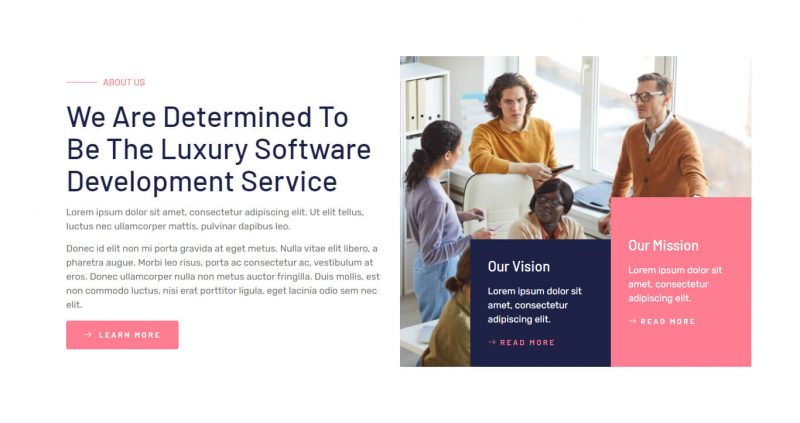 ABOUT US
We Are Determined To
Be The Luxury Software
Development Service
Lorem ipsum dolor sit amet, consectetur adipiscing elit. Ut elit tellus,
luctus nec ullamcorper mattis, pulvinar dapibus leo.
Donec id elit non mi porta gravida at eget metus. Nulla vitae elit libero, a
pharetra augue. Morbi leo risus, porta ac consectetur ac, vestibulum at
eros. Donec ullamcorper nulla non metus auctor fringilla. Duis mollis, est
non commodo luctus, nisi erat porttitor ligula, eget lacinia odio sem nec
elit.
→ LEARN MORE
Our Vision
Lorem ipsum dolor sit
amet, consectetur
adipiscing elit.
→ READ MORE
Our Mission
Lorem ipsum dolor sit
amet, consectetur
adipiscing elit.
→ READ MORE